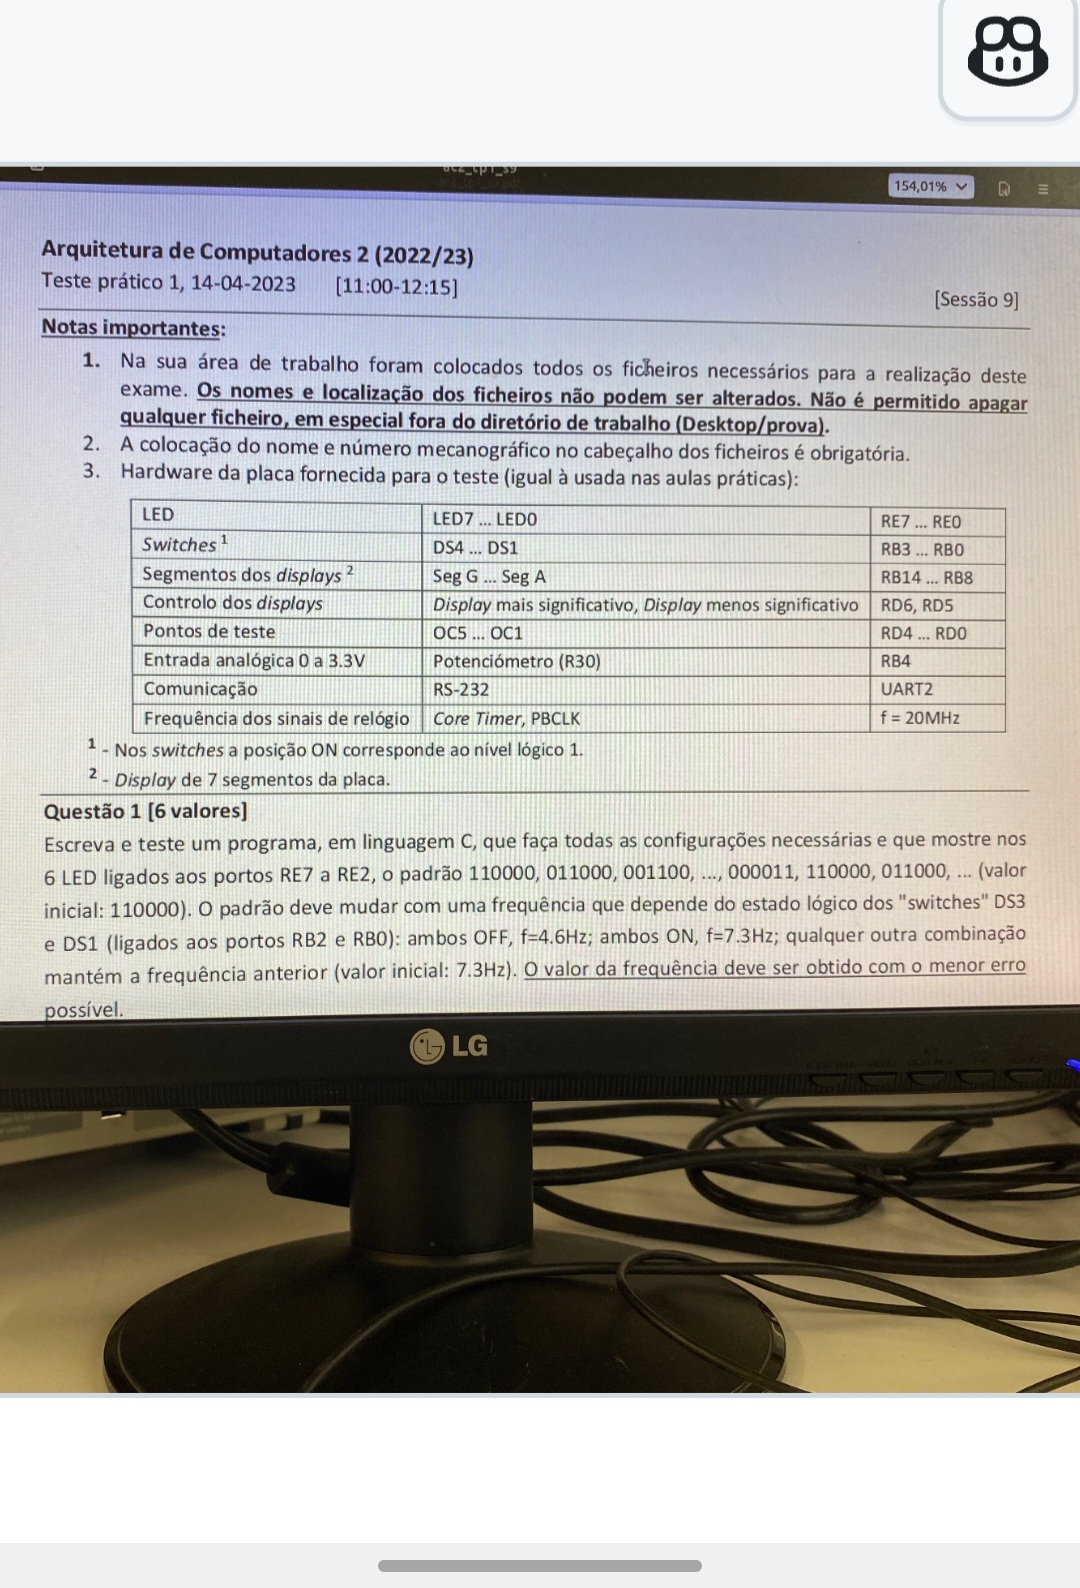 154,01%
Arquitetura de Computadores 2 (2022/23)
Teste prático 1, 14-04-2023 [11:00-12:15]
[Sessão 9]
Notas importantes:
1. Na sua área de trabalho foram colocados todos os ficheiros necessários para a realização deste
exame. Os nomes e localização dos ficheiros não podem ser alterados. Não é permitido apagar
qualquer ficheiro, em especial fora do diretório de trabalho (Desktop/prova).
2. A colocação do nome e número mecanográfico no cabeçalho dos ficheiros é obrigatória.
3. Hardware da placa fornecida para o teste (igual à usada nas aulas práticas):
LED LED7 ... LED0 RE7 ... RE0
Switches 1 DS4 ... DS1 RB3 ... RB0
Segmentos dos displays 2 Seg G ... Seg A RB14 ... RB8
Controlo dos displays Display mais significativo, Display menos significativo RD6, RD5
Pontos de teste OC5 ... OC1 RD4 ... RD0
Entrada analógica 0 a 3.3V Potenciómetro (R30) RB4
Comunicação RS-232 UART2
Frequência dos sinais de relógio Core Timer, PBCLK f = 20MHz
1 - Nos switches a posição ON corresponde ao nível lógico 1.
2 - Display de 7 segmentos da placa.
Questão 1 [6 valores]
Escreva e teste um programa, em linguagem C, que faça todas as configurações necessárias e que mostre nos
6 LED ligados aos portos RE7 a RE2, o padrão 110000, 011000, 001100, ..., 000011, 110000, 011000, ... (valor
inicial: 110000). O padrão deve mudar com uma frequência que depende do estado lógico dos "switches" DS3
e DS1 (ligados aos portos RB2 e RB0): ambos OFF, f=4.6Hz; ambos ON, f=7.3Hz; qualquer outra combinação
mantém a frequência anterior (valor inicial: 7.3Hz). O valor da frequência deve ser obtido com o menor erro
possível.
LG